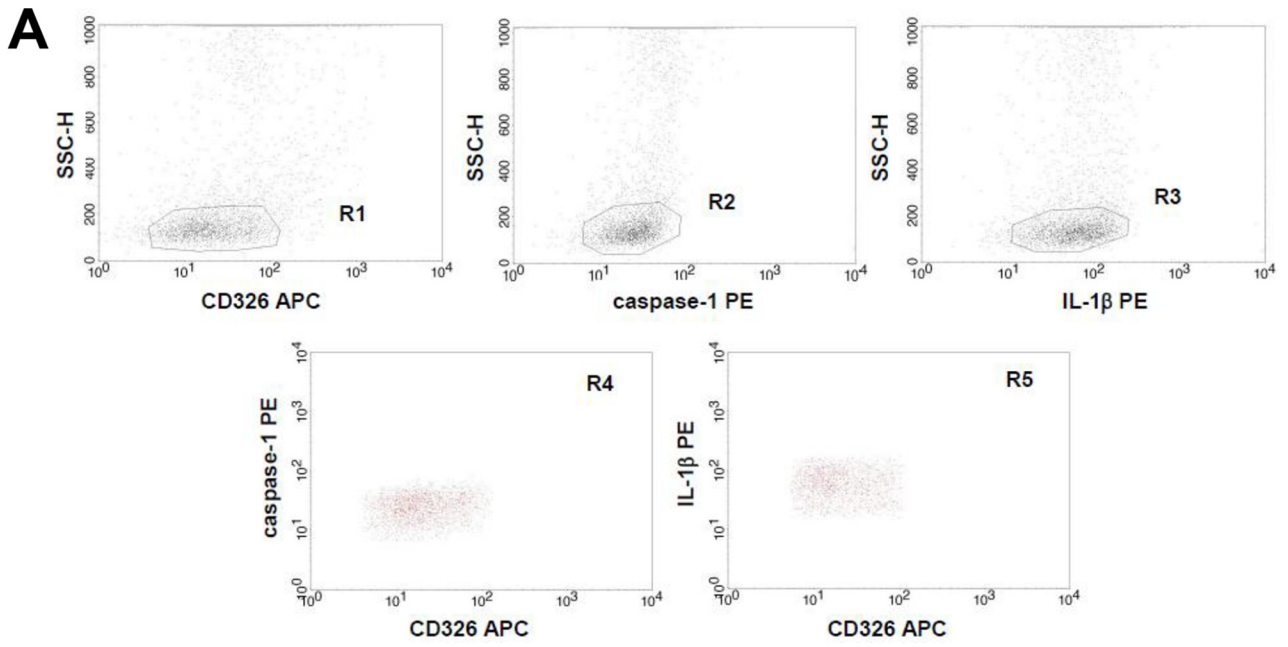 A
SSC-H
0 200 400 600 800 1000
R1
10^0 10^1 10^2 10^3 10^4
CD326 APC
SSC-H
0 200 400 600 800 1000
R2
10^0 10^1 10^2 10^3 10^4
caspase-1 PE
SSC-H
0 200 400 600 800 1000
R3
10^0 10^1 10^2 10^3 10^4
IL-1β PE
caspase-1 PE
10^0 10^1 10^2 10^3 10^4
R4
10^0 10^1 10^2 10^3 10^4
CD326 APC
IL-1β PE
10^0 10^1 10^2 10^3 10^4
R5
10^0 10^1 10^2 10^3 10^4
CD326 APC